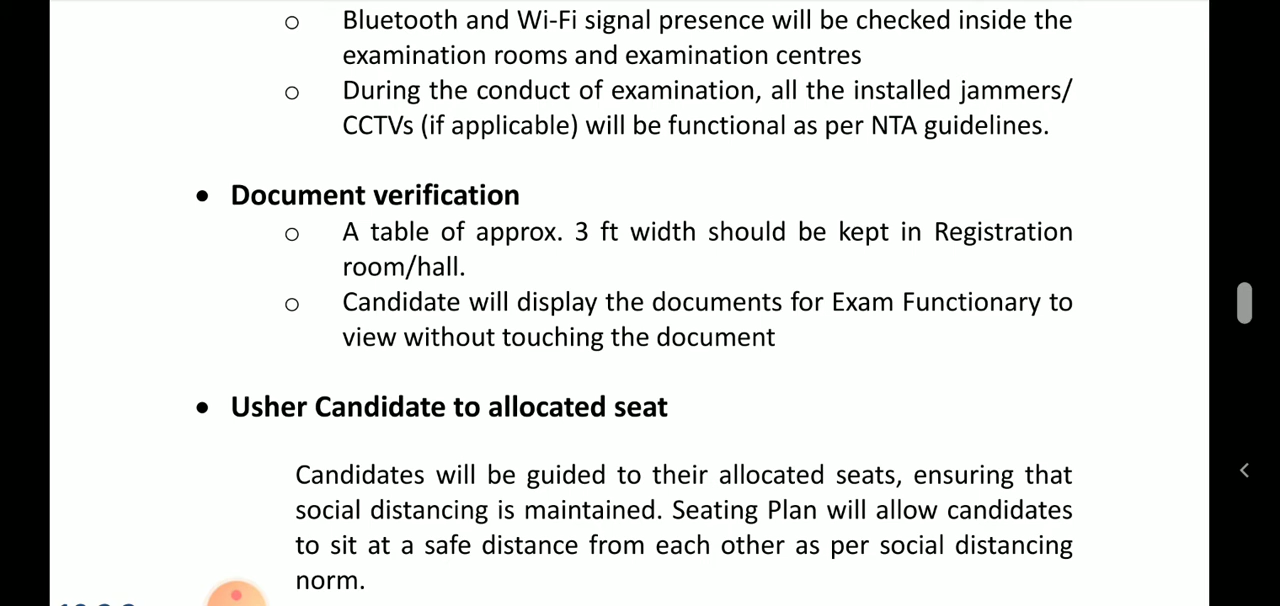 o Bluetooth and Wi-Fi signal presence will be checked inside the
examination rooms and examination centres
o During the conduct of examination, all the installed jammers/
CCTVs (if applicable) will be functional as per NTA guidelines.
• Document verification
o A table of approx. 3 ft width should be kept in Registration
room/hall.
o Candidate will display the documents for Exam Functionary to
view without touching the document
• Usher Candidate to allocated seat
Candidates will be guided to their allocated seats, ensuring that
social distancing is maintained. Seating Plan will allow candidates
to sit at a safe distance from each other as per social distancing
norm.